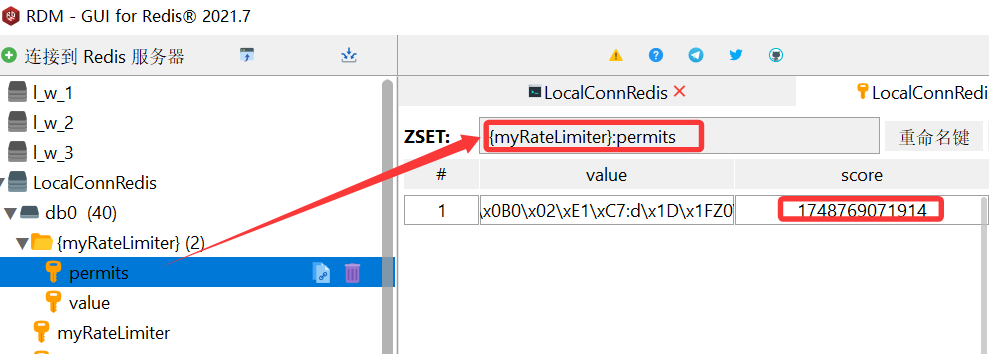 RDM - GUI for Redis® 2021.7
连接到 Redis 服务器
l_w_1
l_w_2
l_w_3
LocalConnRedis
db0 (40)
{myRateLimiter} (2)
permits
value
myRateLimiter
LocalConnRedis
LocalConnRedi
ZSET:
{myRateLimiter}:permits
重命名键
# value score
1 \x0B0\x02\xE1\xC7:d\x1D\x1FZ0 1748769071914